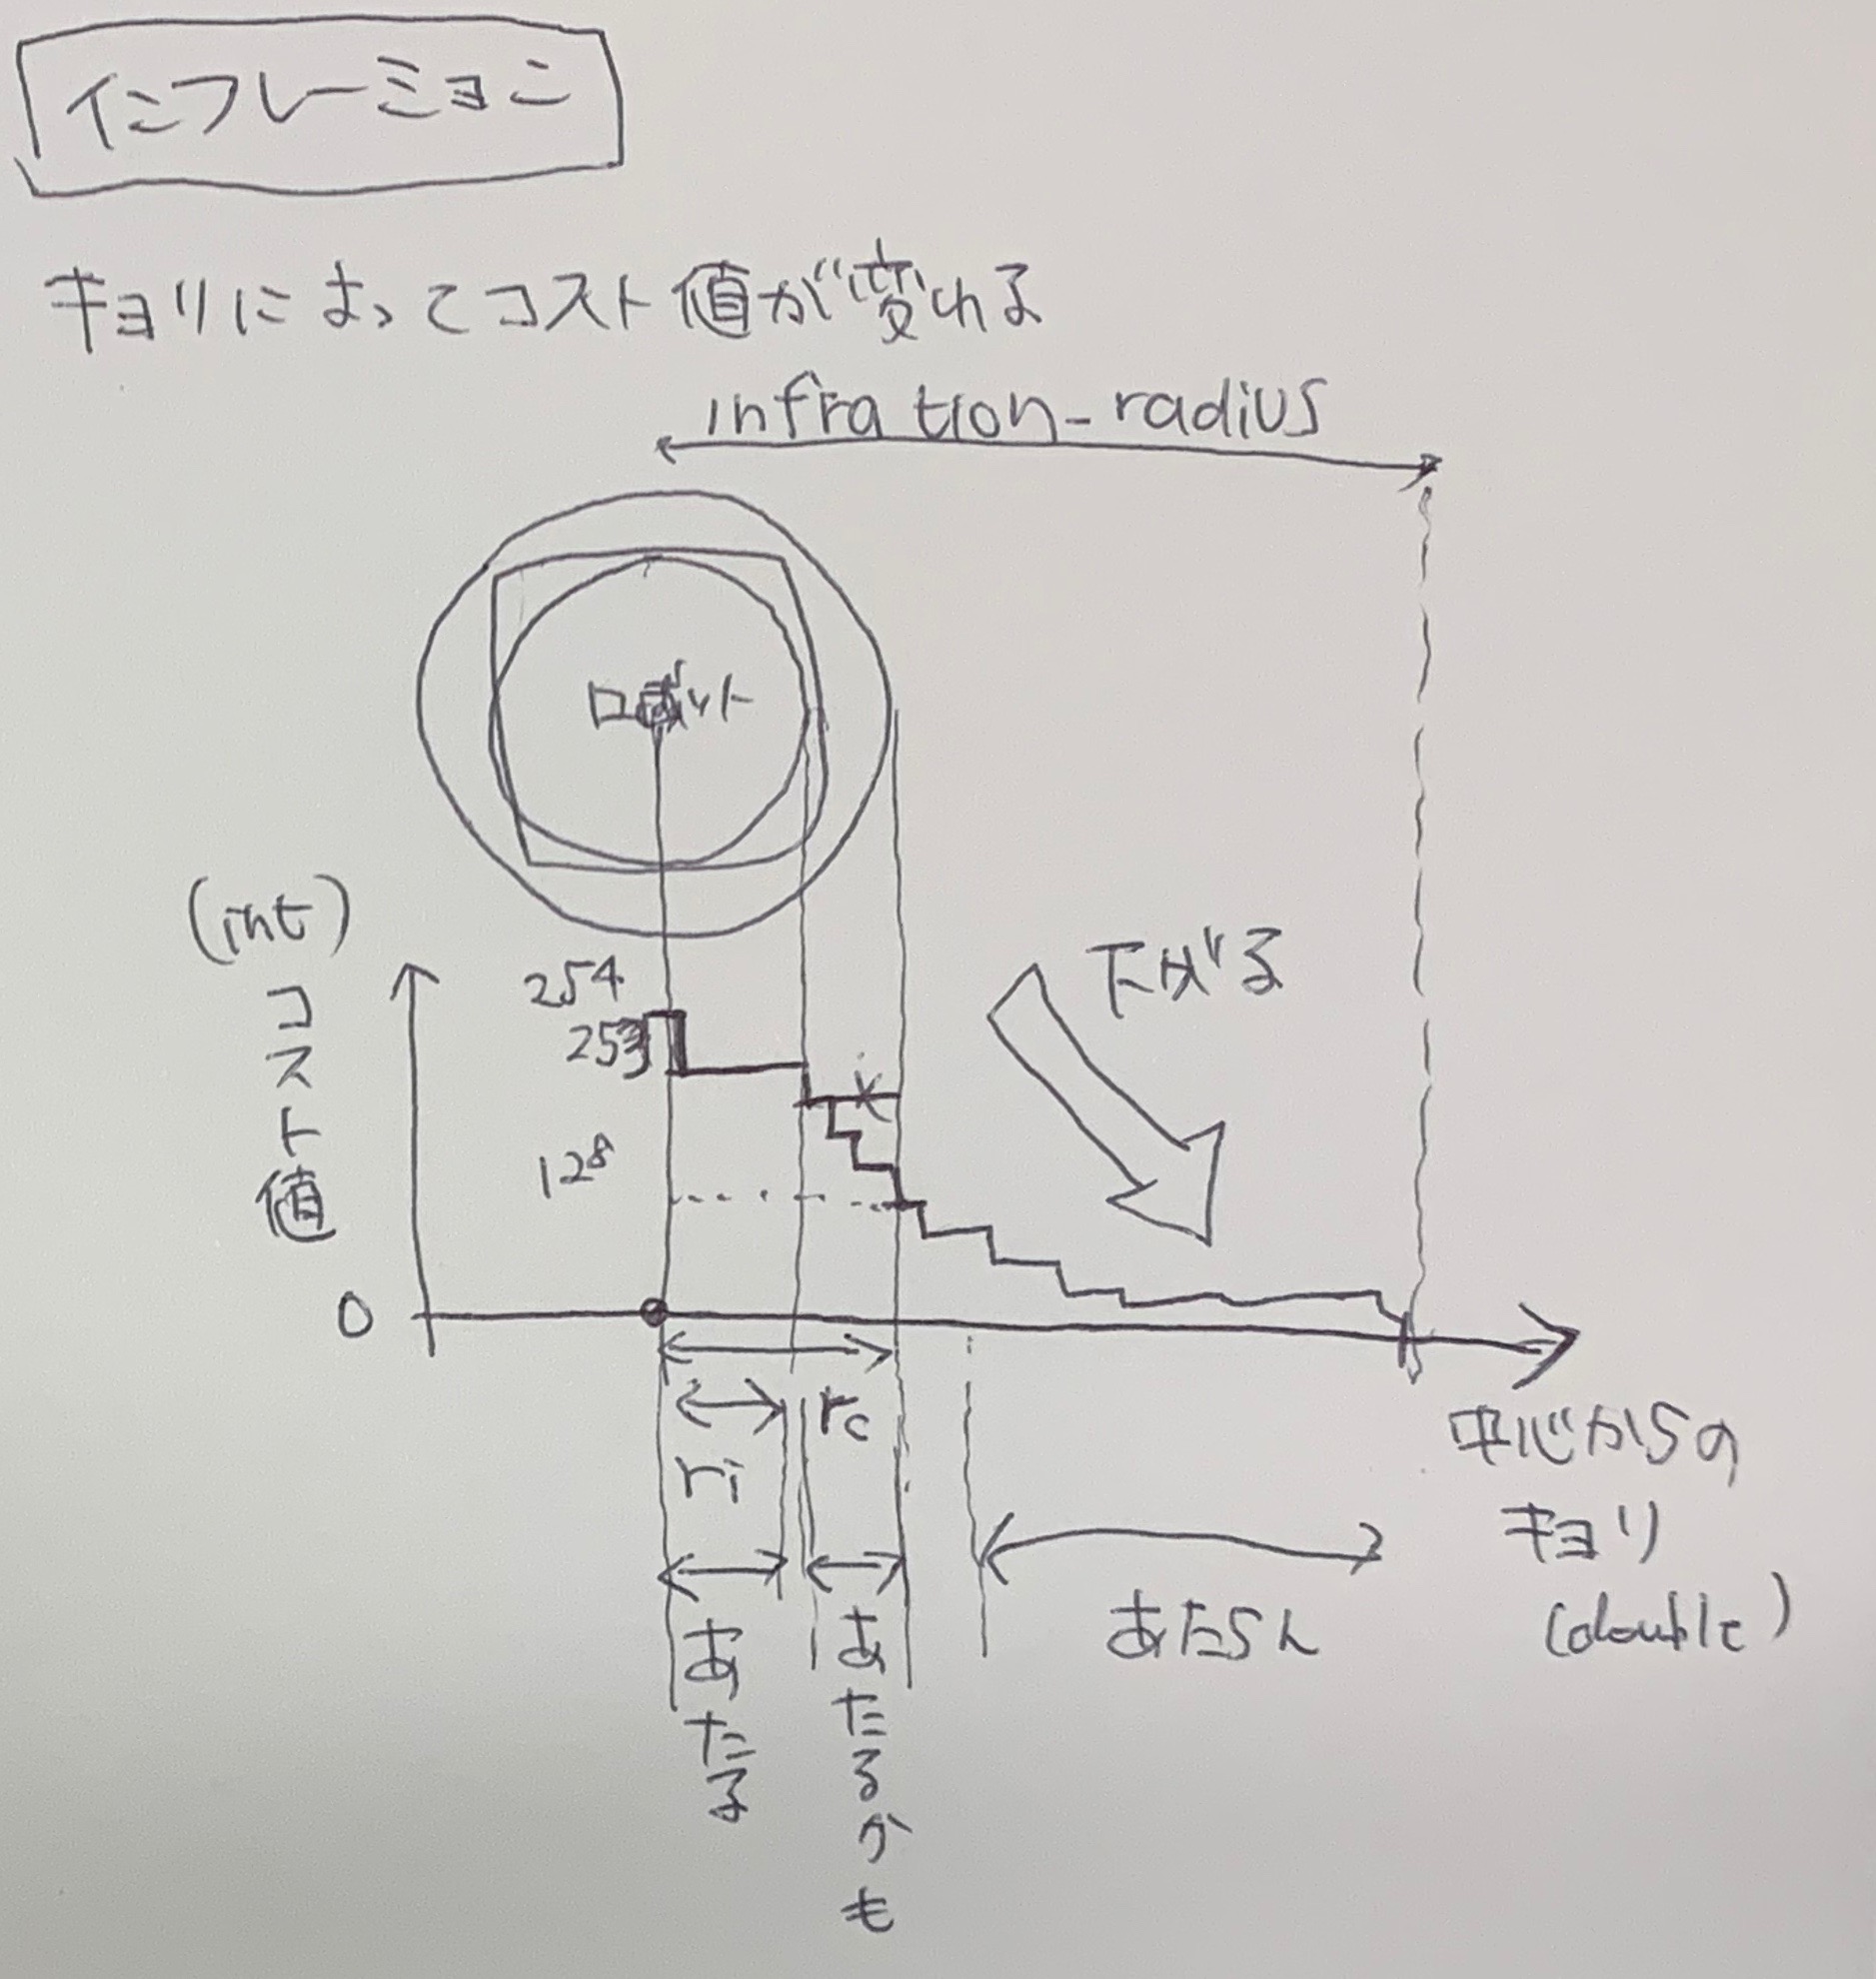 インフレーション
キョリによってコスト値が変わる
infration-radius
ロボット
(int)
コスト値
254
253
128
0
下がる
rc
ri
中心からの
キョリ
(double)
あたる
あたるかも
あたらん